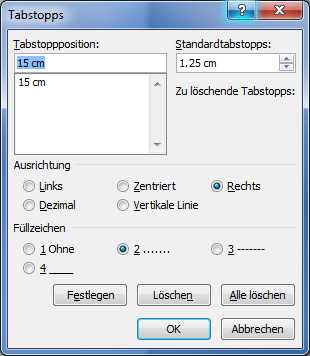 Tabstopps
Tabstoppposition: Standardtabstopps:
15 cm 1.25 cm
15 cm Zu löschende Tabstopps:
Ausrichtung
Links Zentriert Rechts
Dezimal Vertikale Linie
Füllzeichen
1 Ohne 2 ....... 3 -------
4 ____
Festlegen Löschen Alle löschen
OK Abbrechen